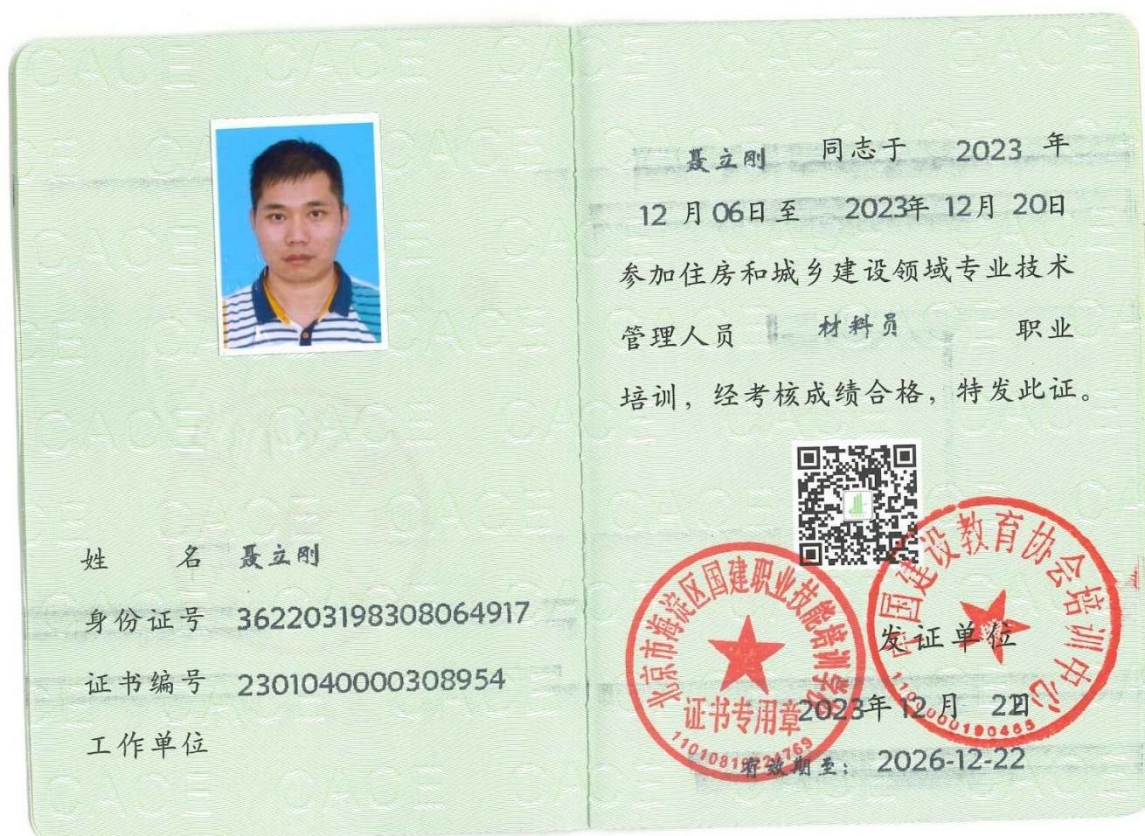 姓 名 聂立刚
身份证号 362203198308064917
证书编号 2301040000308954
工作单位
聂立刚 同志于 2023 年
12 月 06日至 2023年 12月 20日
参加住房和城乡建设领域专业技术
管理人员 材料员 职业
培训，经考核成绩合格，特发此证。
北京市海淀区国建职业技能培训学校
证书专用章
11010819224769
中国建设教育协会培训中心
1100000190465
发证单位
2023年 12月 22日
有效期至： 2026-12-22
CACE